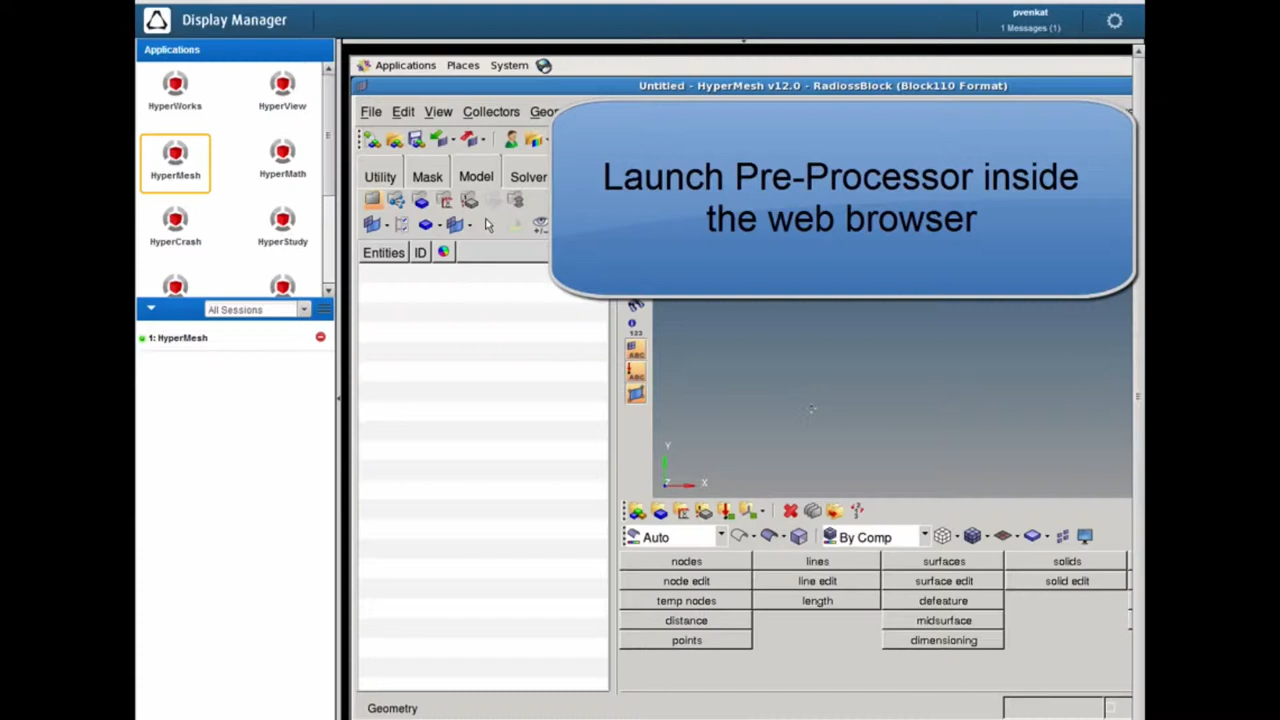 Display Manager
pvenkat
1 Messages (1)
Applications
HyperWorks
HyperView
HyperMesh
HyperMath
HyperCrash
HyperStudy
All Sessions
1: HyperMesh
Applications Places System
Untitled - HyperMesh v12.0 - RadiossBlock (Block110 Format)
File Edit View Collectors
Launch Pre-Processor inside
the web browser
Utility Mask Model Solver
Entities ID
123
ABC
ABC
Y
X
Z
Auto
By Comp
nodes lines surfaces solids
node edit line edit surface edit solid edit
temp nodes length defeature
distance midsurface
points dimensioning
Geometry